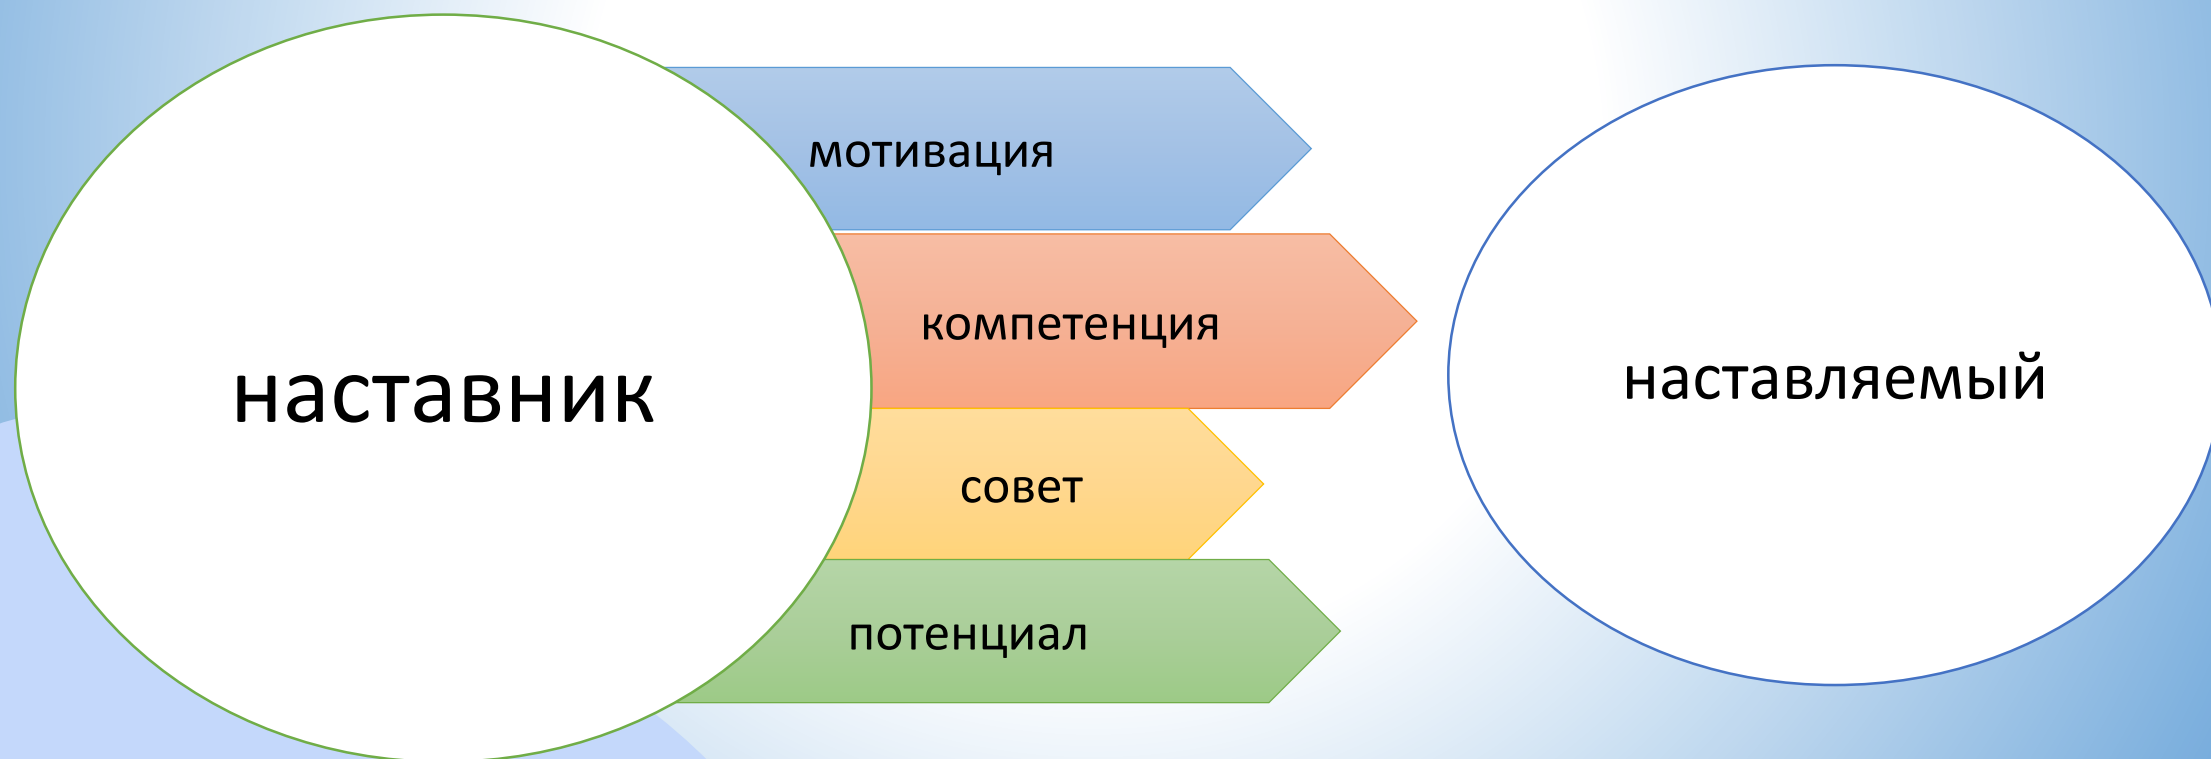 мотивация
компетенция
наставник
наставляемый
совет
потенциал